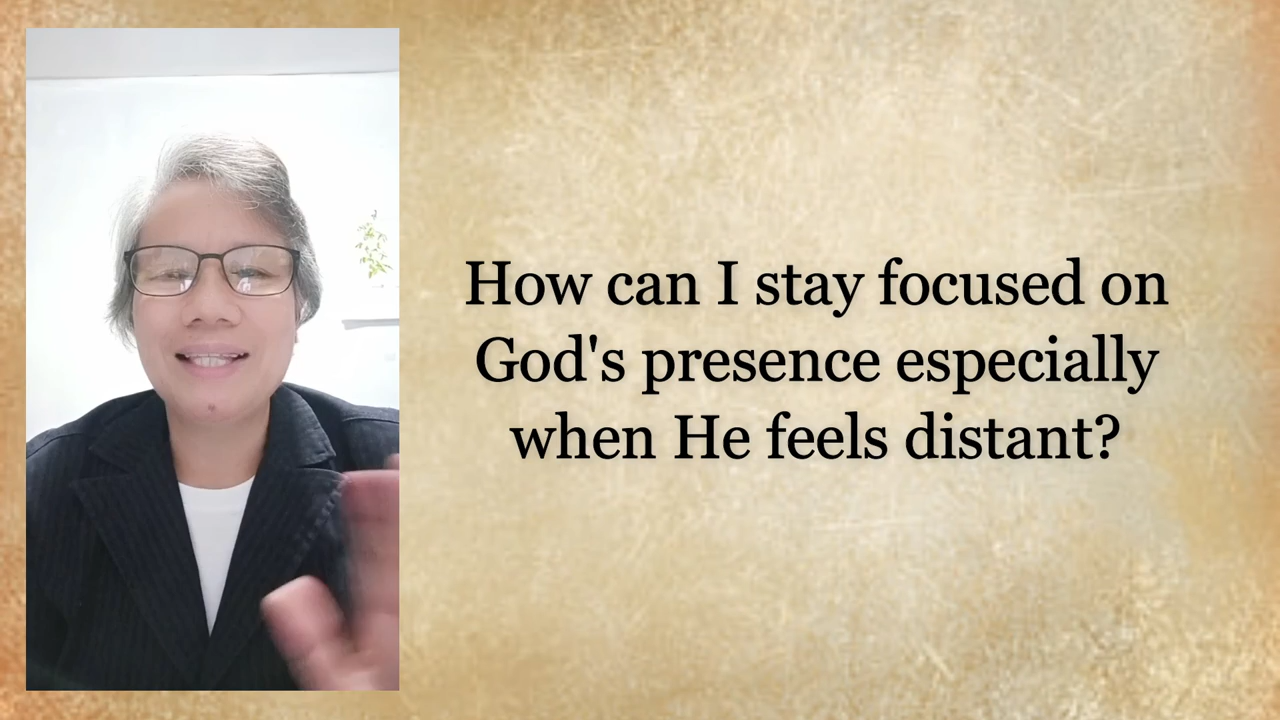 How can I stay focused on
God's presence especially
when He feels distant?